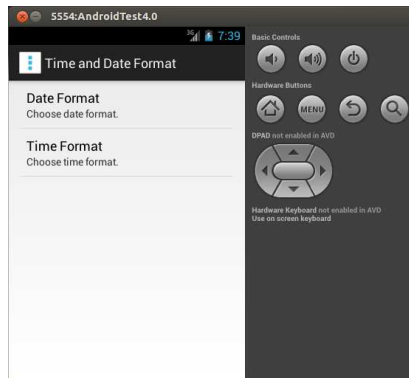 5554:AndroidTest4.0
3G 7:39
Time and Date Format
Date Format
Choose date format.
Time Format
Choose time format.
Basic Controls
Hardware Buttons
MENU
DPAD not enabled in AVD
Hardware Keyboard not enabled in AVD
Use on screen keyboard